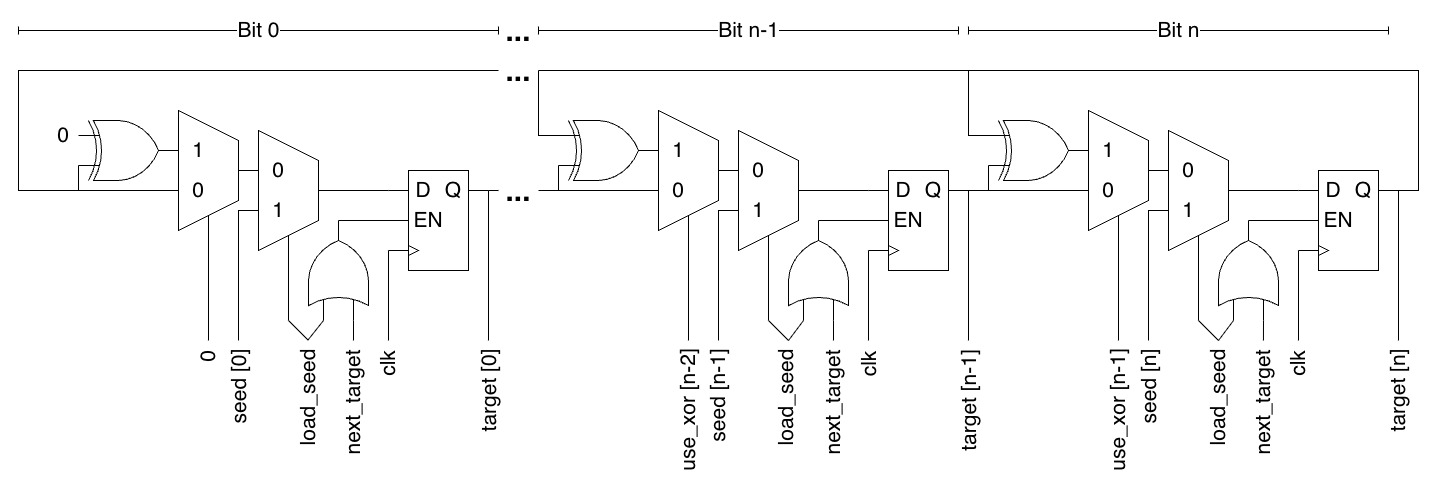 Bit 0 ... Bit n-1 Bit n
...
0 1 0 0 1 D Q EN
...
1 0 0 1 D Q EN
1 0 0 1 D Q EN
0 seed [0] load_seed next_target clk target [0]
use_xor [n-2] seed [n-1] load_seed next_target clk target [n-1]
use_xor [n-1] seed [n] load_seed next_target clk target [n]